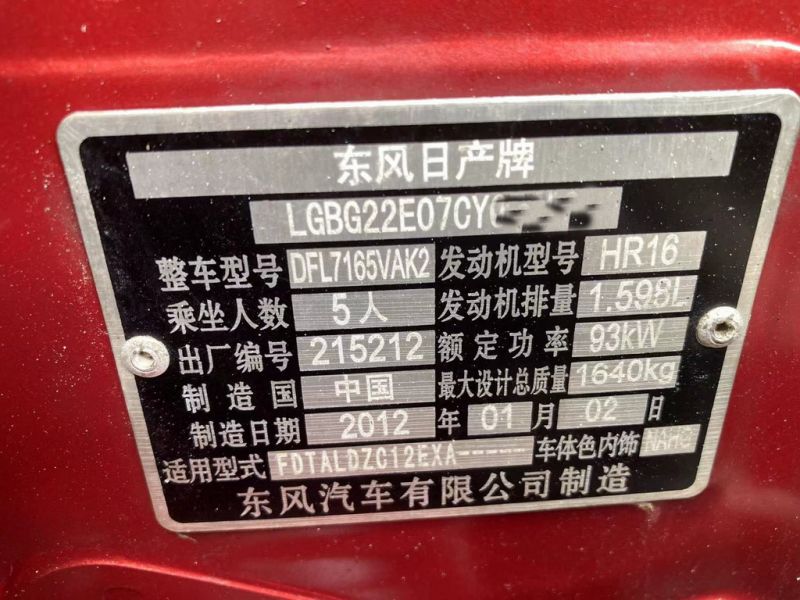 东风日产牌
LGBG22E07CY
整车型号 DFL7165VAK2 发动机型号 HR16
乘坐人数 5人 发动机排量 1.598L
出厂编号 215212 额定功率 93kW
制造国 中国 最大设计总质量 1640kg
制造日期 2012 年 01 月 02 日
适用型式 FDTALDZC12EXA----- 车体色内饰 NAHG
东风汽车有限公司制造